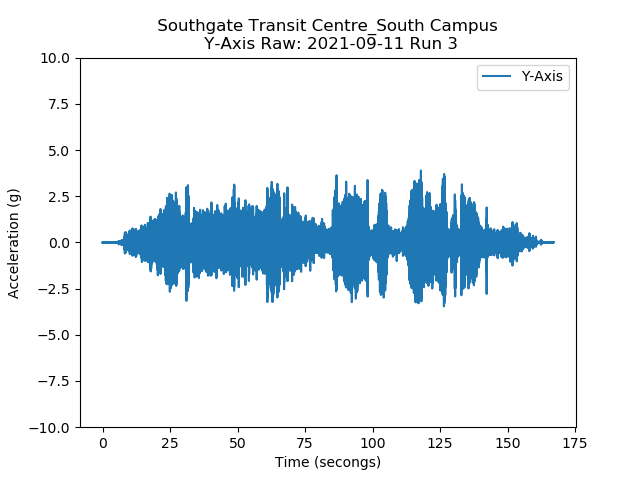 Southgate Transit Centre_South Campus
Y-Axis Raw: 2021-09-11 Run 3
Y-Axis
10.0
7.5
5.0
2.5
0.0
−2.5
−5.0
−7.5
−10.0
Acceleration (g)
0 25 50 75 100 125 150 175
Time (secongs)